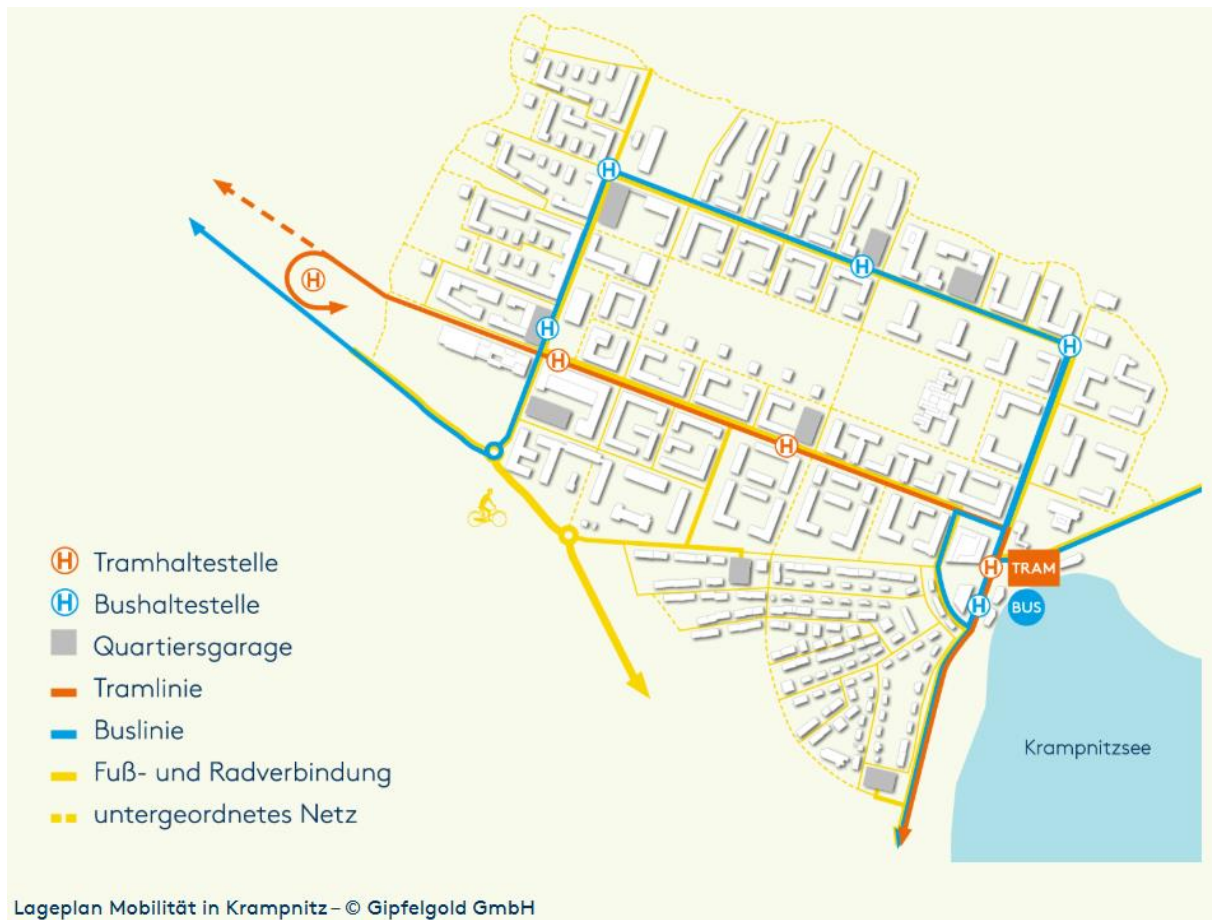 H
H
H
H
H
H
H
H
TRAM
H
BUS
Krampnitzsee
H Tramhaltestelle
H Bushaltestelle
Quartiersgarage
Tramlinie
Buslinie
Fuß- und Radverbindung
untergeordnetes Netz
Lageplan Mobilität in Krampnitz – © Gipfelgold GmbH